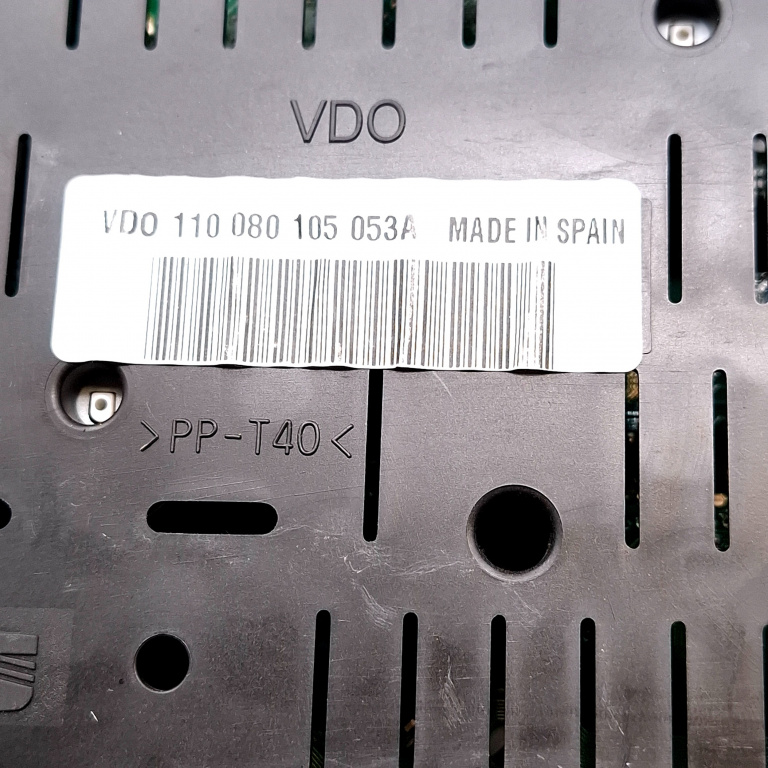 VDO
VDO 110 080 105 053A MADE IN SPAIN
>PP-T40<